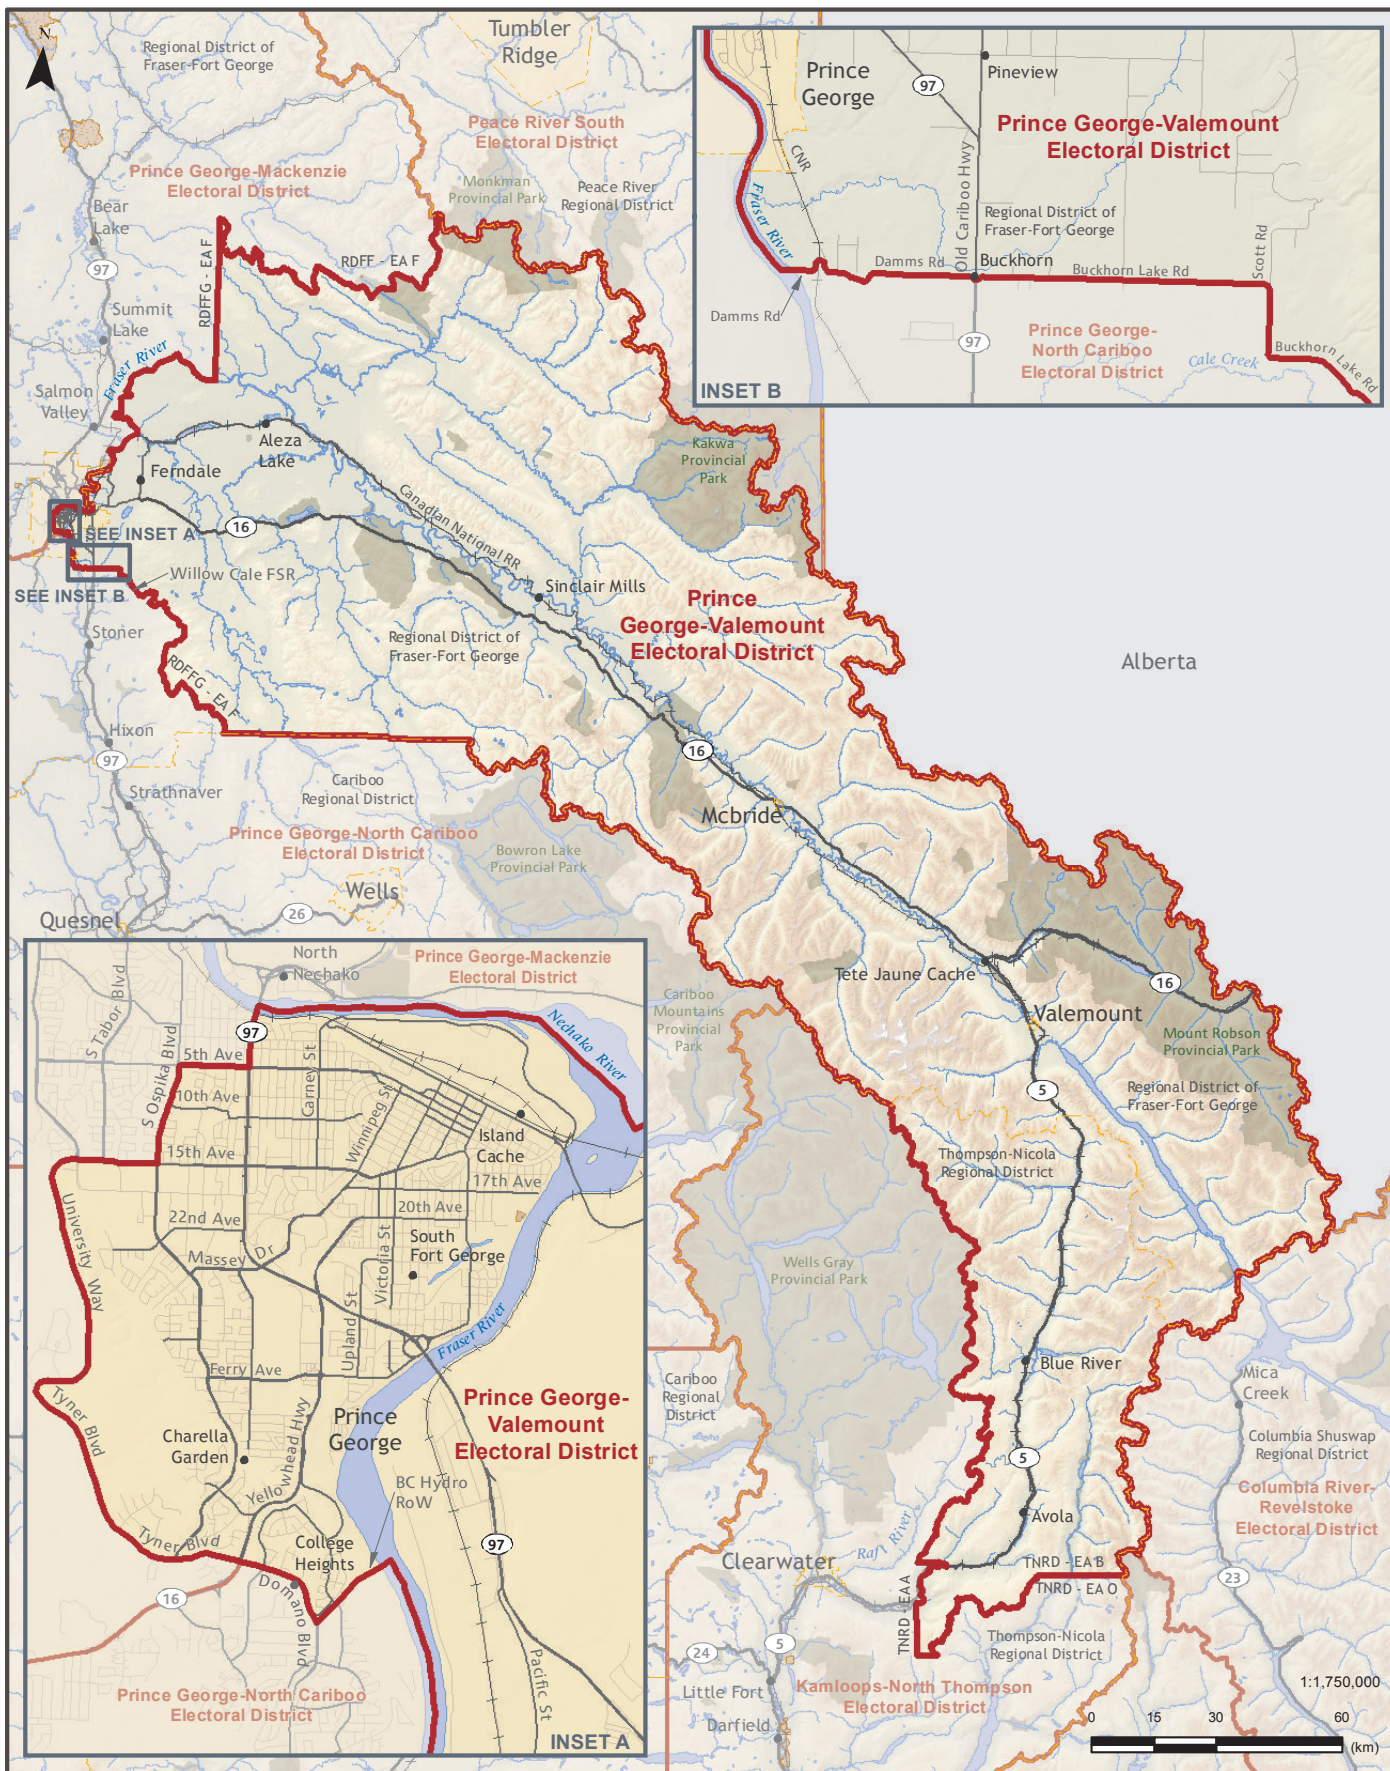 N
Regional District of
Fraser-Fort George
Tumbler
Ridge
Peace River South
Electoral District
Prince George-Mackenzie
Electoral District
Monkman
Provincial Park
Peace River
Regional District
Bear
Lake
97
RDFFG - EA F
RDFF - EA F
Summit
Lake
Fraser River
Salmon
Valley
Aleza
Lake
Ferndale
Canadian National RR
16
SEE INSET A
SEE INSET B
Willow Cale FSR
Sinclair Mills
Kakwa
Provincial
Park
Prince
George-Valemount
Electoral District
Regional District of
Fraser-Fort George
Stoner
RDFFG - EA F
Alberta
Hixon
97
16
Cariboo
Regional District
Strathnaver
Mcbride
Prince George-North Cariboo
Electoral District
Bowron Lake
Provincial Park
Wells
26
Quesnel
Tete Jaune Cache
16
Cariboo
Mountains
Provincial
Park
Valemount
Mount Robson
Provincial Park
5
Regional District of
Fraser-Fort George
Thompson-Nicola
Regional District
Wells Gray
Provincial Park
Blue River
Cariboo
Regional
District
Mica
Creek
Columbia Shuswap
Regional District
5
Columbia River-
Revelstoke
Electoral District
Avola
Raft River
Clearwater
TNRD - EA B
TNRD - EA O
TNRD - EA A
23
5
24
Thompson-Nicola
Regional District
Little Fort
Kamloops-North Thompson
Electoral District
Darfield
1:1,750,000
0 15 30 60
(km)
Prince
George
97
Pineview
Prince George-Valemount
Electoral District
CNR
Fraser River
Old Cariboo Hwy
Regional District of
Fraser-Fort George
Scott Rd
Damms Rd
Buckhorn
Buckhorn Lake Rd
Damms Rd
97
Prince George-
North Cariboo
Electoral District
Cale Creek
Buckhorn Lake Rd
INSET B
North
Nechako
Prince George-Mackenzie
Electoral District
S Tabor Blvd
S Ospika Blvd
97
5th Ave
Carney St
Nechako River
10th Ave
Winnipeg St
Island
Cache
15th Ave
17th Ave
20th Ave
University Way
22nd Ave
Massey Dr
Victoria St
South
Fort George
Upland St
Fraser River
Ferry Ave
Tyner Blvd
Prince
George
Prince George-
Valemount
Electoral District
Charella
Garden
Yellowhead Hwy
BC Hydro
RoW
Tyner Blvd
College
Heights
97
Domano Blvd
16
Pacific St
Prince George-North Cariboo
Electoral District
INSET A